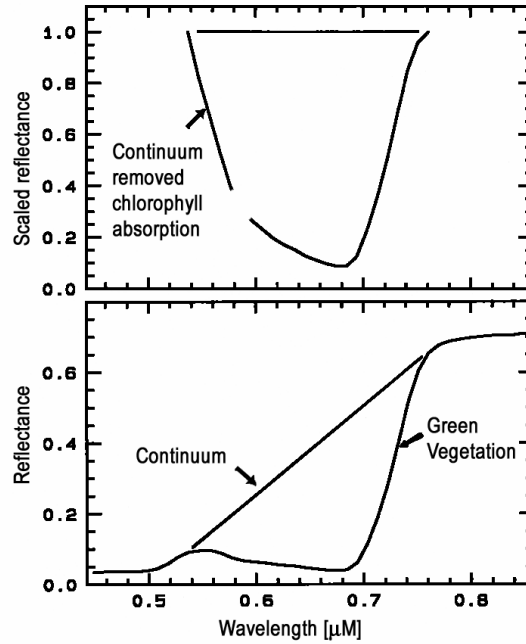 1.0
0.8
0.6
0.4
0.2
0.0
Scaled reflectance
Continuum
removed
chlorophyll
absorption
0.6
0.4
0.2
0.0
Reflectance
Continuum
Green
Vegetation
0.5 0.6 0.7 0.8
Wavelength [μM]